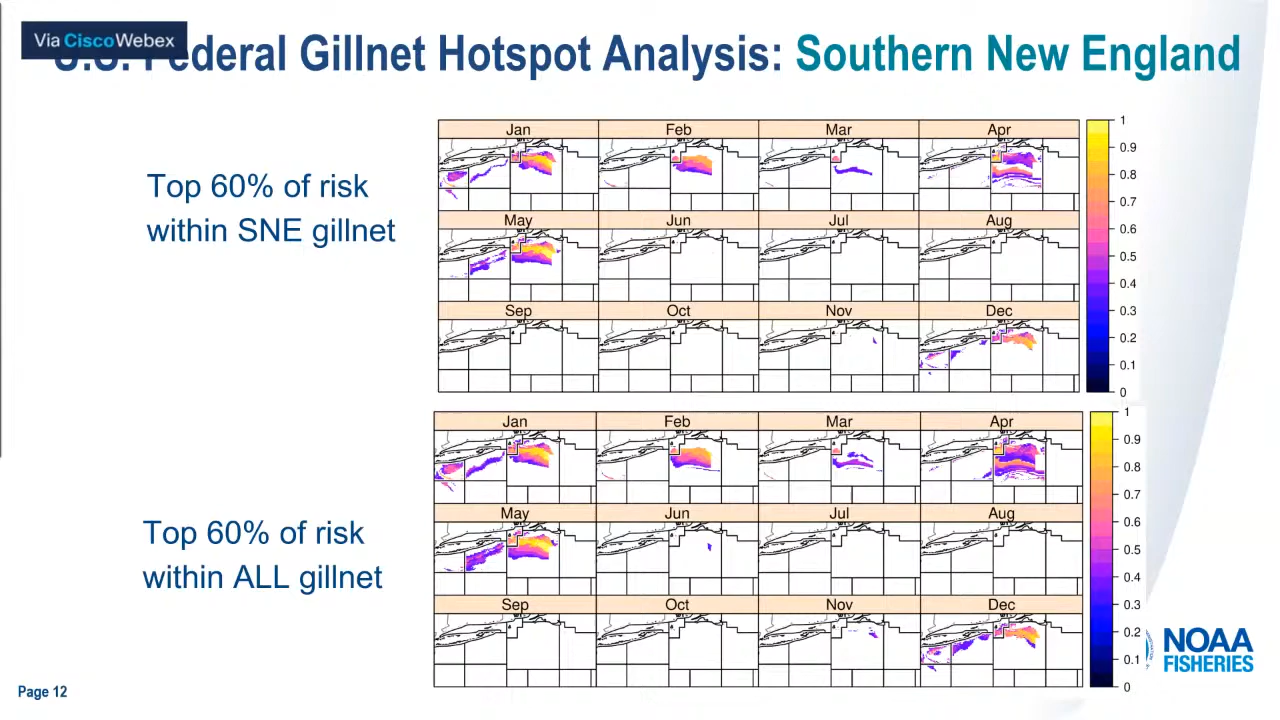 Via Cisco Webex
U.S. Federal Gillnet Hotspot Analysis: Southern New England
Top 60% of risk
within SNE gillnet
Jan Feb Mar Apr
May Jun Jul Aug
Sep Oct Nov Dec
1
0.9
0.8
0.7
0.6
0.5
0.4
0.3
0.2
0.1
0
Top 60% of risk
within ALL gillnet
Jan Feb Mar Apr
May Jun Jul Aug
Sep Oct Nov Dec
1
0.9
0.8
0.7
0.6
0.5
0.4
0.3
0.2
0.1
0
NOAA
FISHERIES
Page 12